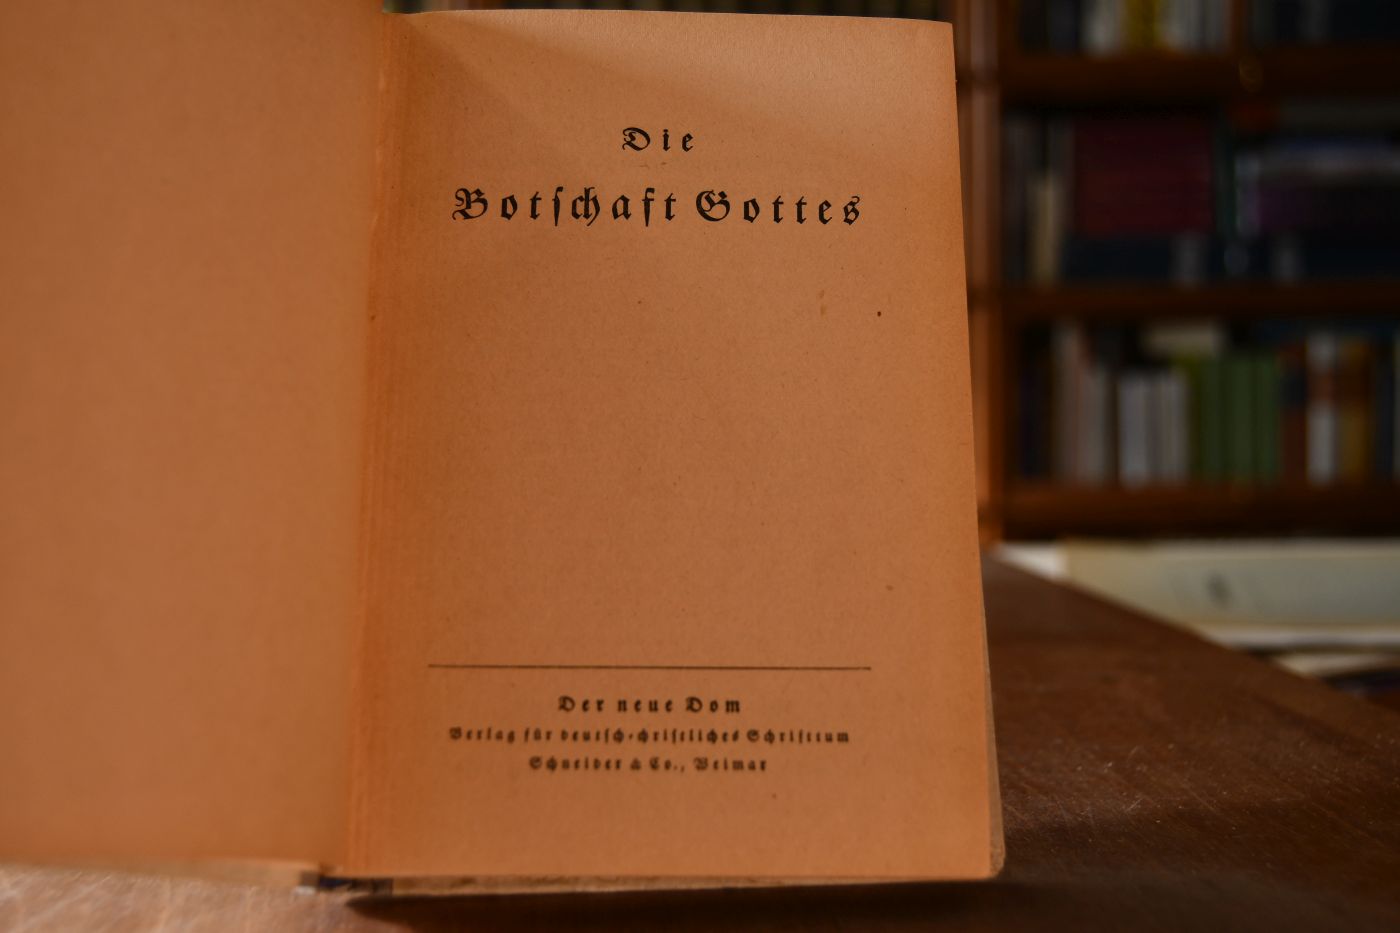 Die
Botſchaft Gottes
Der neue Dom
Verlag für deutſch-chriſtliches Schrifttum
Schneider & Co., Weimar